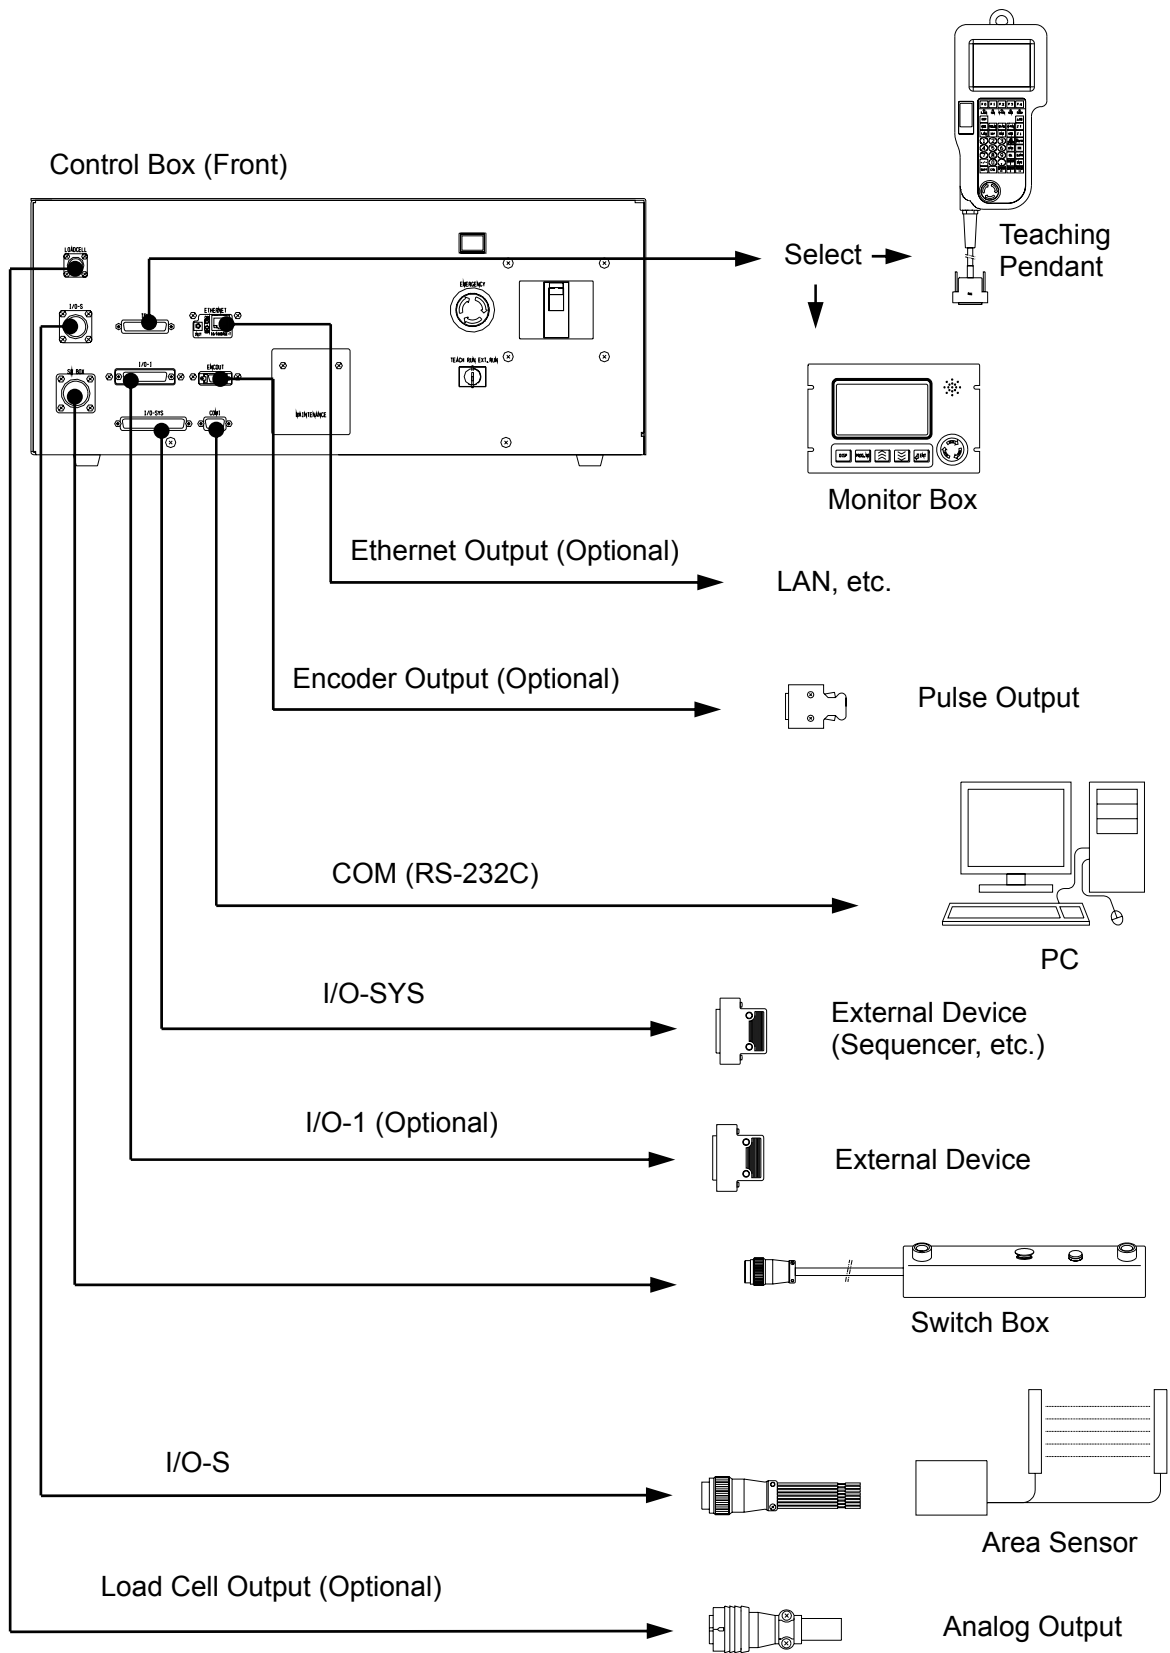 Control Box (Front)
LOADCELL
I/O-S
ETHERNET
EMERGENCY
I/O-1
ENCOUT
TEACH RUN EXT.RUN
SW BOX
I/O-SYS
COM1
MAINTENANCE
Select
Teaching
Pendant
Monitor Box
Ethernet Output (Optional)
LAN, etc.
Encoder Output (Optional)
Pulse Output
COM (RS-232C)
PC
I/O-SYS
External Device
(Sequencer, etc.)
I/O-1 (Optional)
External Device
Switch Box
I/O-S
Area Sensor
Load Cell Output (Optional)
Analog Output